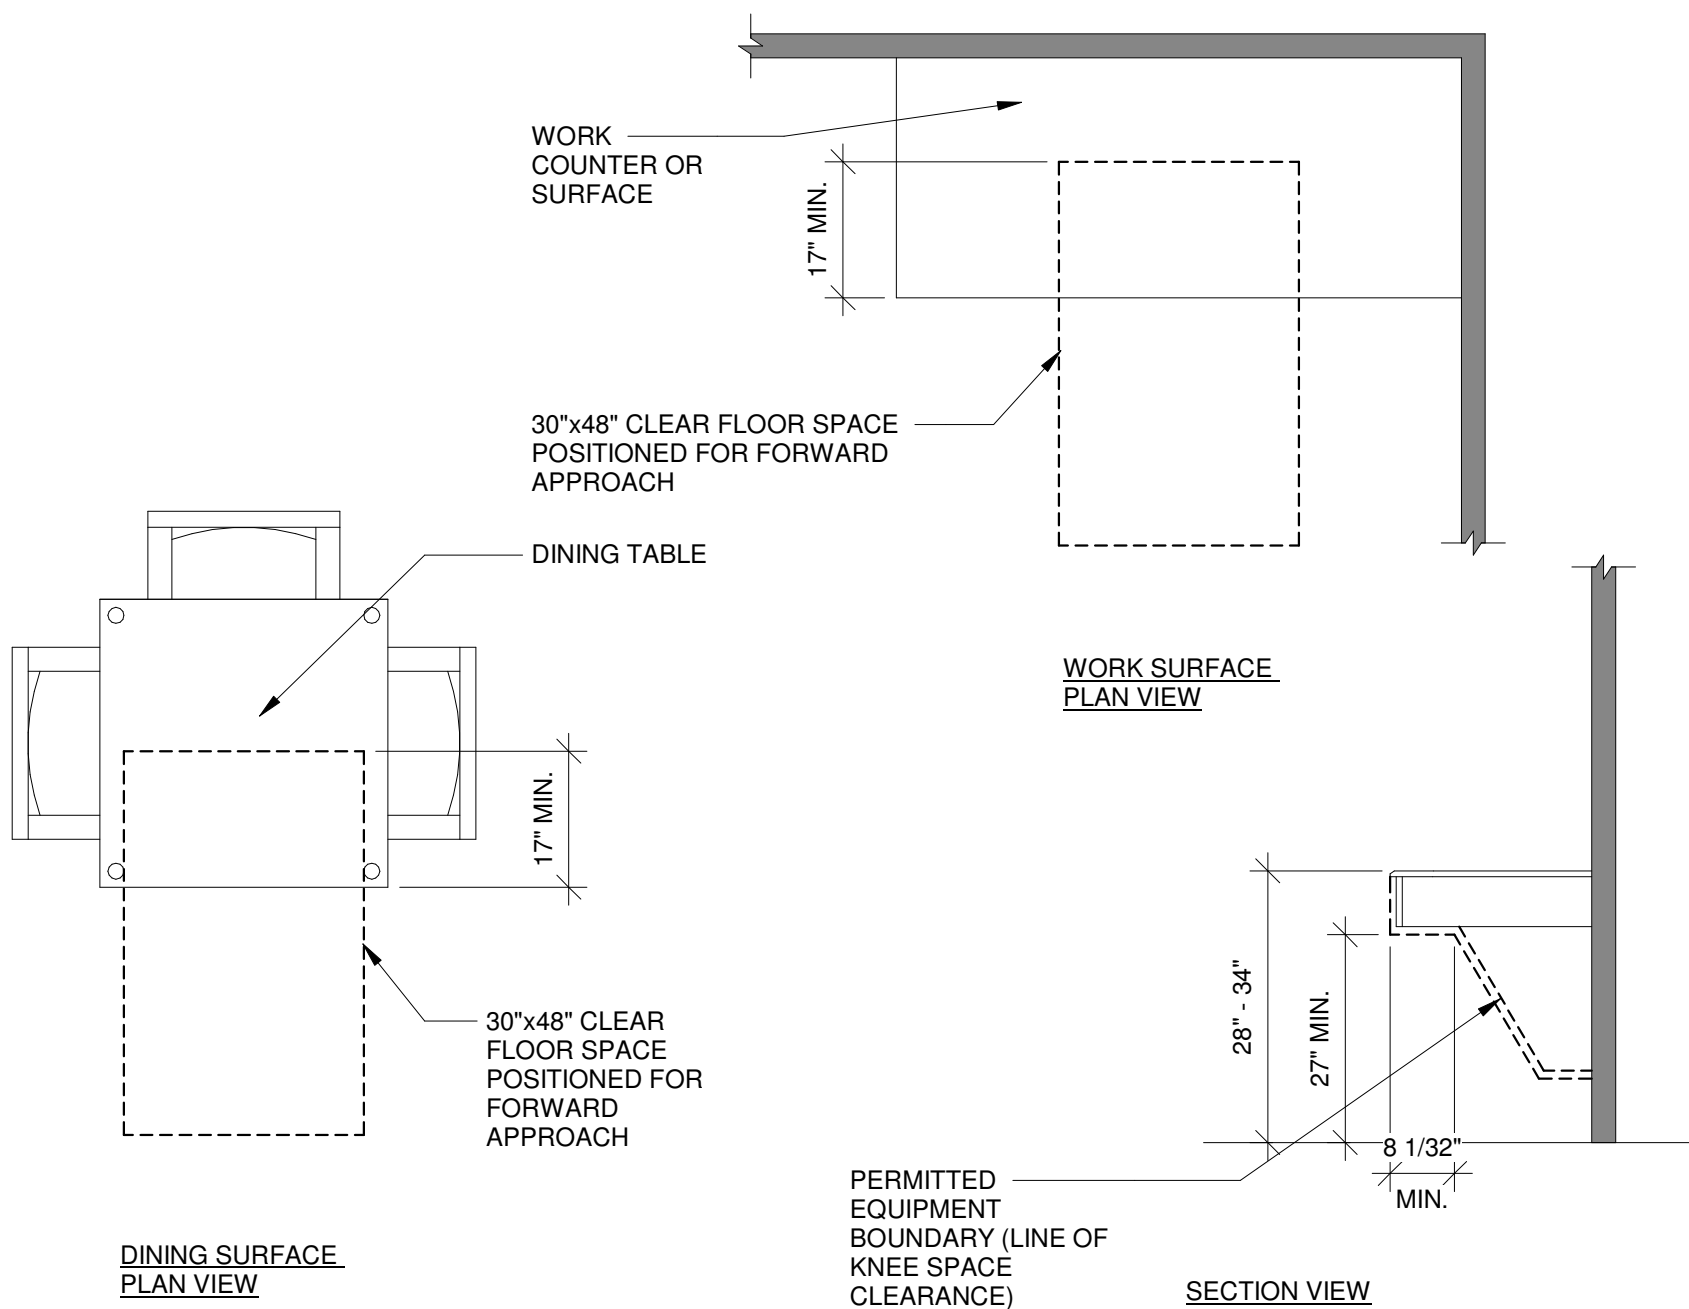 WORK
COUNTER OR
SURFACE
17" MIN.
30"x48" CLEAR FLOOR SPACE
POSITIONED FOR FORWARD
APPROACH
WORK SURFACE
PLAN VIEW
DINING TABLE
17" MIN.
30"x48" CLEAR
FLOOR SPACE
POSITIONED FOR
FORWARD
APPROACH
DINING SURFACE
PLAN VIEW
28" - 34"
27" MIN.
8 1/32"
MIN.
PERMITTED
EQUIPMENT
BOUNDARY (LINE OF
KNEE SPACE
CLEARANCE)
SECTION VIEW